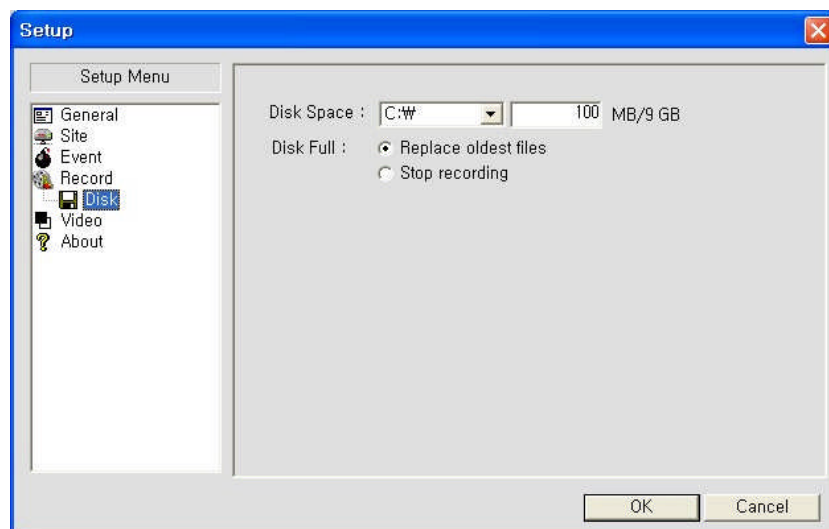 Setup
Setup Menu
General
Site
Event
Record
Disk
Video
About
Disk Space : C:₩ 100 MB/9 GB
Disk Full : Replace oldest files
Stop recording
OK Cancel